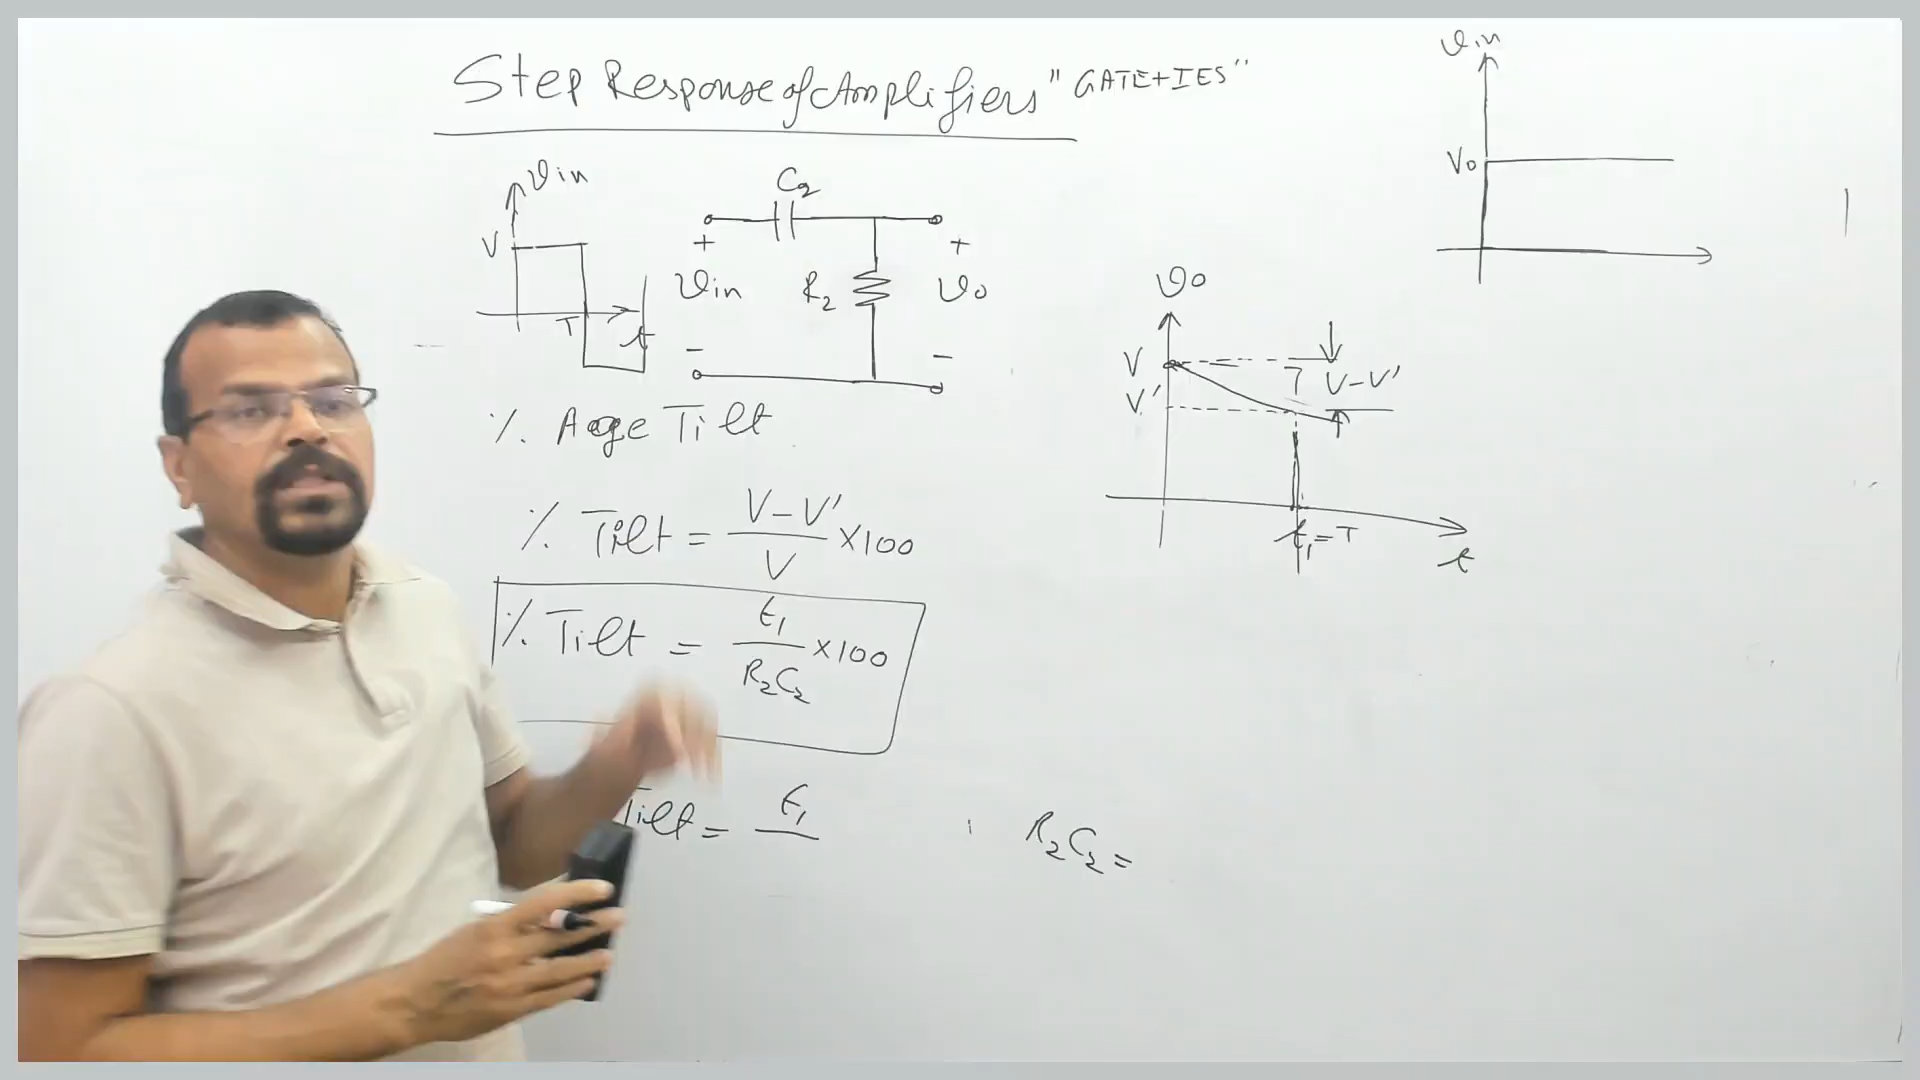 Step Response of Amplifiers "GATE+IES"
Vin
V
T
t
C2
+
Vin
-
R2
+
Vo
-
Vin
Vo
Vo
V
V'
V-V'
t1=T
t
%. Age Tilt
%. Tilt = V-V'/V ×100
%. Tilt = t1/R2C2 ×100
Tilt = t1
R2C2 =